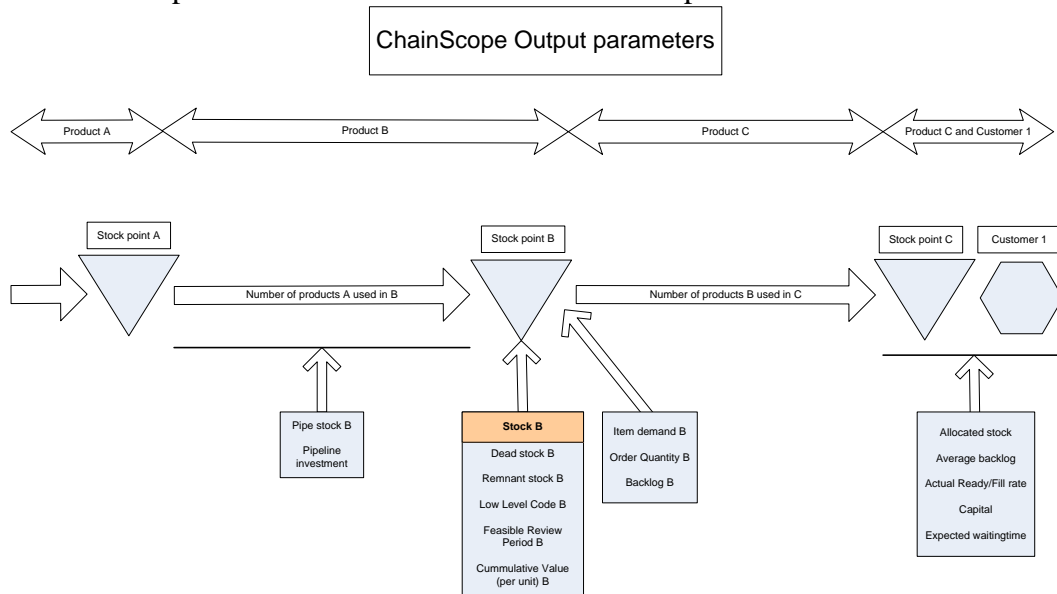 ChainScope Output parameters
Product A
Product B
Product C
Product C and Customer 1
Stock point A
Stock point B
Stock point C
Customer 1
Number of products A used in B
Number of products B used in C
Pipe stock B
Pipeline
investment
Stock B
Dead stock B
Remnant stock B
Low Level Code B
Feasible Review
Period B
Cummulative Value
(per unit) B
Item demand B
Order Quantity B
Backlog B
Allocated stock
Average backlog
Actual Ready/Fill rate
Capital
Expected waitingtime